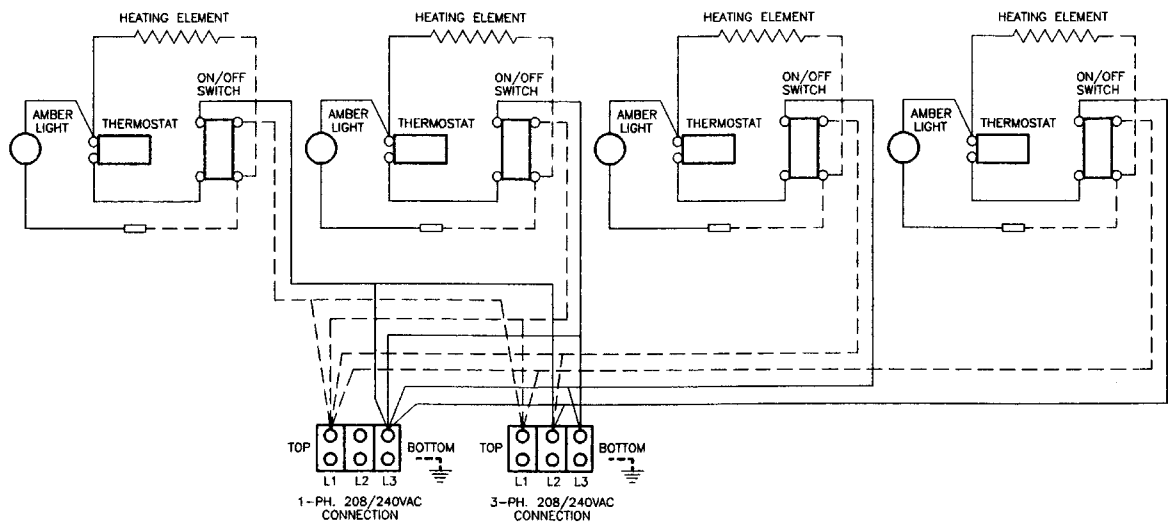 HEATING ELEMENT
HEATING ELEMENT
HEATING ELEMENT
HEATING ELEMENT
ON/OFF
SWITCH
ON/OFF
SWITCH
ON/OFF
SWITCH
ON/OFF
SWITCH
AMBER
LIGHT
THERMOSTAT
AMBER
LIGHT
THERMOSTAT
AMBER
LIGHT
THERMOSTAT
AMBER
LIGHT
THERMOSTAT
TOP
BOTTOM
L1 L2 L3
1-PH. 208/240VAC
CONNECTION
TOP
BOTTOM
L1 L2 L3
3-PH. 208/240VAC
CONNECTION